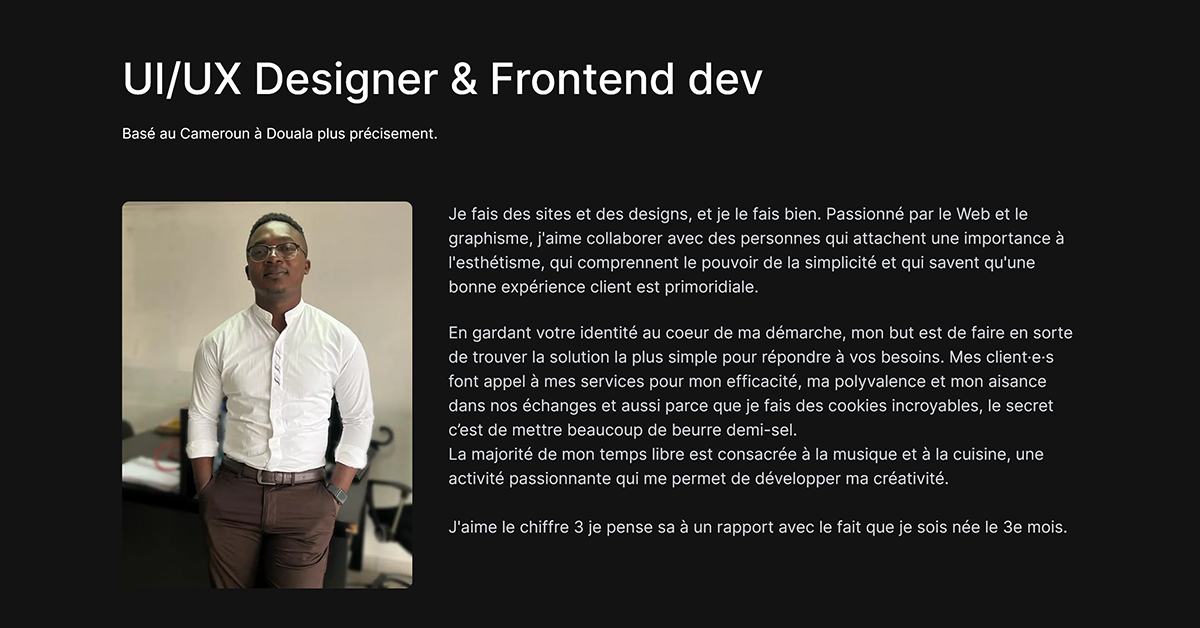 UI/UX Designer & Frontend dev
Basé au Cameroun à Douala plus précisement.
Je fais des sites et des designs, et je le fais bien. Passionné par le Web et le
graphisme, j'aime collaborer avec des personnes qui attachent une importance à
l'esthétisme, qui comprennent le pouvoir de la simplicité et qui savent qu'une
bonne expérience client est primoridiale.
En gardant votre identité au coeur de ma démarche, mon but est de faire en sorte
de trouver la solution la plus simple pour répondre à vos besoins. Mes client·e·s
font appel à mes services pour mon efficacité, ma polyvalence et mon aisance
dans nos échanges et aussi parce que je fais des cookies incroyables, le secret
c’est de mettre beaucoup de beurre demi-sel.
La majorité de mon temps libre est consacrée à la musique et à la cuisine, une
activité passionnante qui me permet de développer ma créativité.
J'aime le chiffre 3 je pense sa à un rapport avec le fait que je sois née le 3e mois.